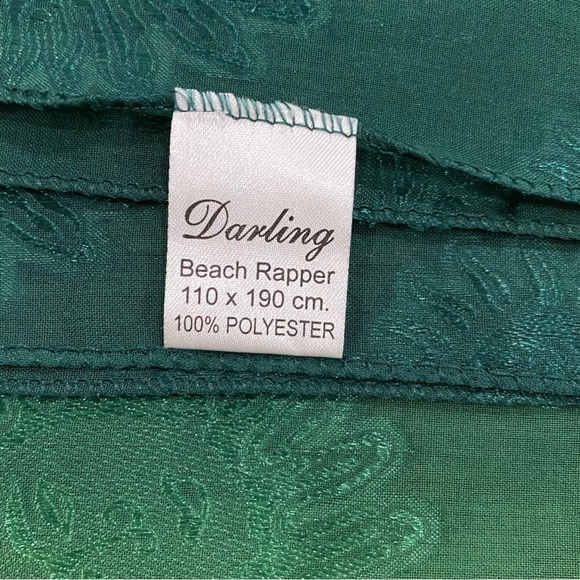 Darling
Beach Rapper
110 x 190 cm.
100% POLYESTER